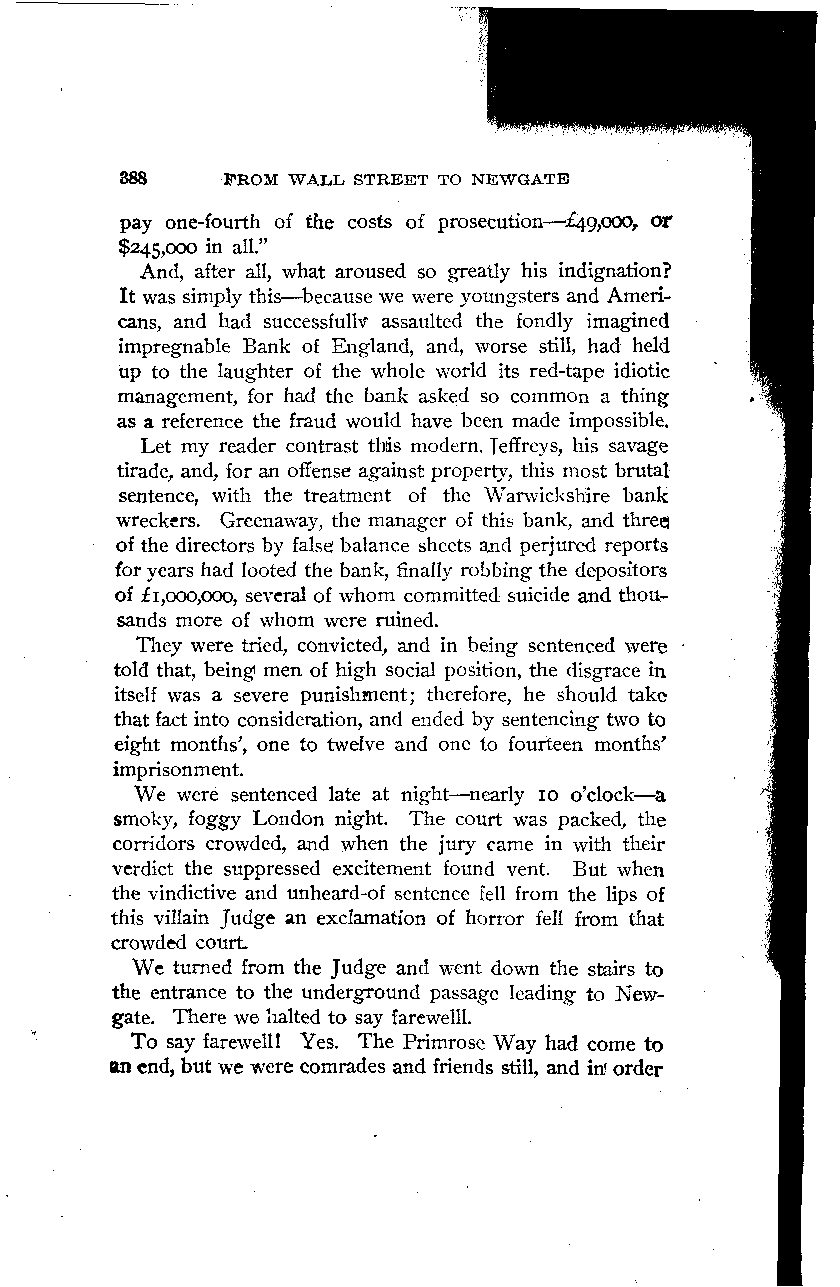 388 FROM WALL STREET TO NEWGATE
pay one-fourth of the costs of prosecution—£49,000, or
$245,000 in all."
And, after all, what aroused so greatly his indignation?
It was simply this—because we were youngsters and Ameri-
cans, and had successfully assaulted the fondly imagined
impregnable Bank of England, and, worse still, had held
up to the laughter of the whole world its red-tape idiotic
management, for had the bank asked so common a thing
as a reference the fraud would have been made impossible.
Let my reader contrast this modern Jeffreys, his savage
tirade, and, for an offense against property, this most brutal
sentence, with the treatment of the Warwickshire bank
wreckers. Greenaway, the manager of this bank, and three
of the directors by false balance sheets and perjured reports
for years had looted the bank, finally robbing the depositors
of £1,000,000, several of whom committed suicide and thou-
sands more of whom were ruined.
They were tried, convicted, and in being sentenced were
told that, being men of high social position, the disgrace in
itself was a severe punishment; therefore, he should take
that fact into consideration, and ended by sentencing two to
eight months', one to twelve and one to fourteen months'
imprisonment.
We were sentenced late at night—nearly 10 o'clock—a
smoky, foggy London night. The court was packed, the
corridors crowded, and when the jury came in with their
verdict the suppressed excitement found vent. But when
the vindictive and unheard-of sentence fell from the lips of
this villain Judge an exclamation of horror fell from that
crowded court.
We turned from the Judge and went down the stairs to
the entrance to the underground passage leading to New-
gate. There we halted to say farewelll.
To say farewell! Yes. The Primrose Way had come to
an end, but we were comrades and friends still, and in order